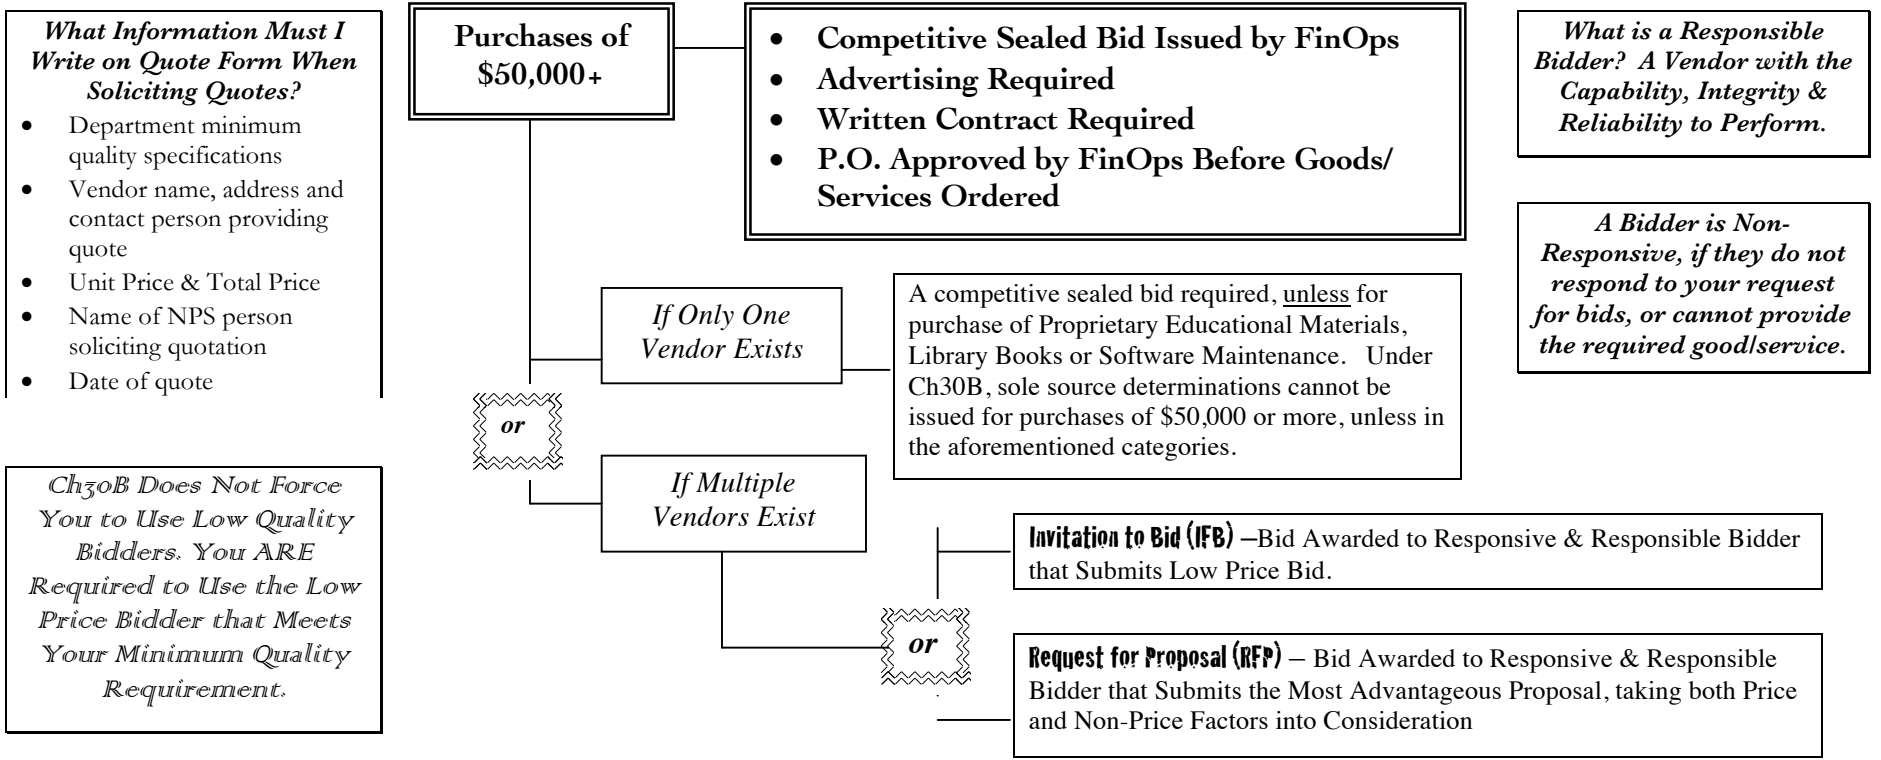 What Information Must I
Write on Quote Form When
Soliciting Quotes?
• Department minimum
quality specifications
• Vendor name, address and
contact person providing
quote
• Unit Price & Total Price
• Name of NPS person
soliciting quotation
• Date of quote
Ch30B Does Not Force
You to Use Low Quality
Bidders. You ARE
Required to Use the Low
Price Bidder that Meets
Your Minimum Quality
Requirement.
Purchases of
$50,000+
• Competitive Sealed Bid Issued by FinOps
• Advertising Required
• Written Contract Required
• P.O. Approved by FinOps Before Goods/
Services Ordered
If Only One
Vendor Exists
A competitive sealed bid required, unless for
purchase of Proprietary Educational Materials,
Library Books or Software Maintenance. Under
Ch30B, sole source determinations cannot be
issued for purchases of $50,000 or more, unless in
the aforementioned categories.
or
If Multiple
Vendors Exist
Invitation to Bid (IFB) –Bid Awarded to Responsive & Responsible Bidder
that Submits Low Price Bid.
or
Request for Proposal (RFP) – Bid Awarded to Responsive & Responsible
Bidder that Submits the Most Advantageous Proposal, taking both Price
and Non-Price Factors into Consideration
What is a Responsible
Bidder? A Vendor with the
Capability, Integrity &
Reliability to Perform.
A Bidder is Non-
Responsive, if they do not
respond to your request
for bids, or cannot provide
the required good/service.